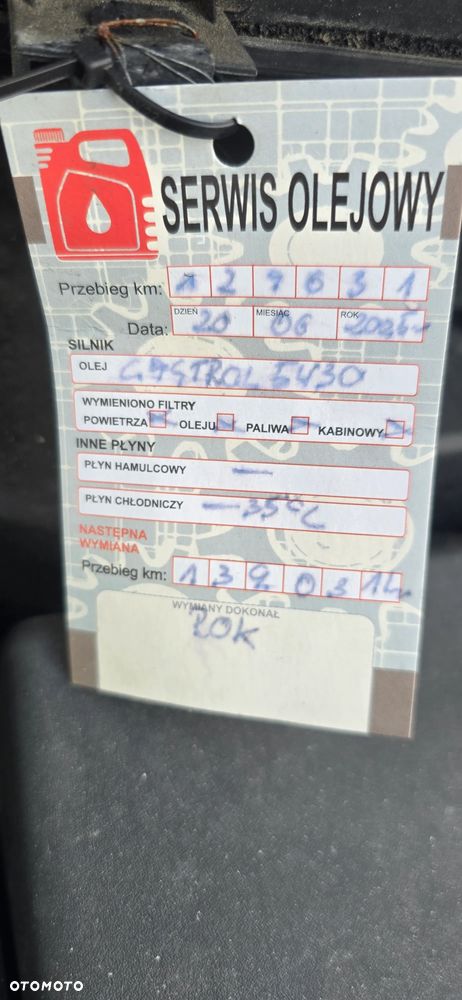 SERWIS OLEJOWY
Przebieg km: 1 2 9 6 3 1
Data: DZIEŃ 20 MIESIĄC 06 ROK 2025
SILNIK
OLEJ CASTROL 5W30
WYMIENIONO FILTRY
POWIETRZA OLEJU PALIWA KABINOWY
INNE PŁYNY
PŁYN HAMULCOWY —
PŁYN CHŁODNICZY -35°C
NASTĘPNA
WYMIANA
Przebieg km: 1 3 9 0 3 1
WYMIANY DOKONAŁ
ROK
OTOMOTO
OTOMOTO